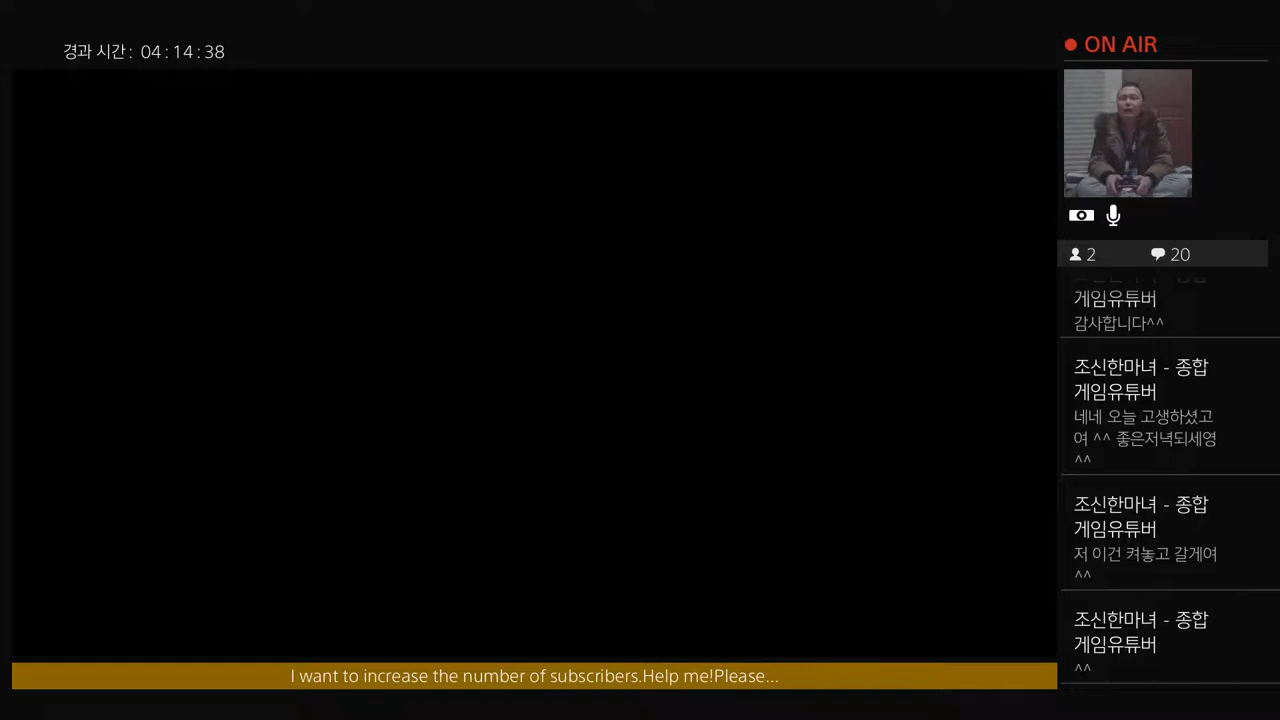 경과 시간 : 04 : 14 : 38
ON AIR
2
20
게임유튜버
감사합니다^^
조신한마녀 - 종합
게임유튜버
네네 오늘 고생하셨고
여 ^^ 좋은저녁되세영
^^
조신한마녀 - 종합
게임유튜버
저 이건 켜놓고 갈게여
^^
조신한마녀 - 종합
게임유튜버
^^
I want to increase the number of subscribers.Help me!Please...